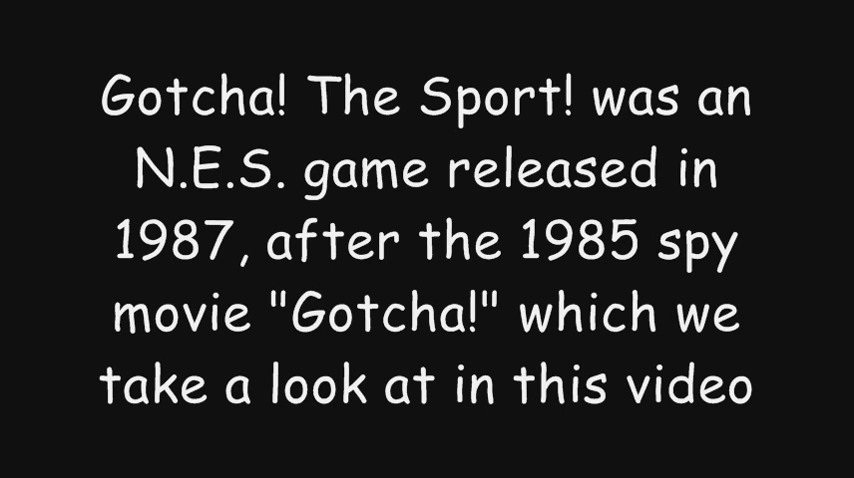 Gotcha! The Sport! was an
N.E.S. game released in
1987, after the 1985 spy
movie "Gotcha!" which we
take a look at in this video